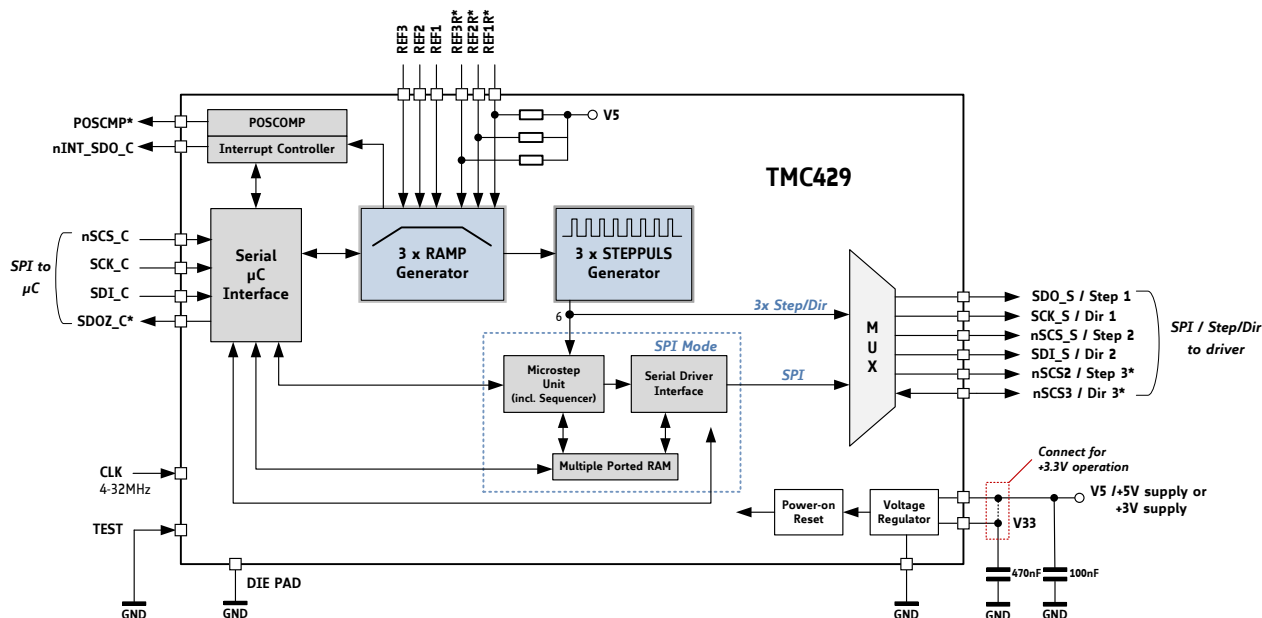 REF3
REF2
REF1
REF3R*
REF2R*
REF1R*
V5
POSCMP*
nINT_SDO_C
POSCOMP
Interrupt Controller
TMC429
SPI to
µC
nSCS_C
SCK_C
SDI_C
SDOZ_C*
Serial
µC
Interface
3 x RAMP
Generator
3 x STEPPULS
Generator
6
3x Step/Dir
SPI Mode
Microstep
Unit
(incl. Sequencer)
Serial Driver
Interface
SPI
Multiple Ported RAM
M
U
X
SDO_S / Step 1
SCK_S / Dir 1
nSCS_S / Step 2
SDI_S / Dir 2
nSCS2 / Step 3*
nSCS3 / Dir 3*
SPI / Step/Dir
to driver
CLK
4-32MHz
TEST
DIE PAD
GND
GND
Power-on
Reset
Voltage
Regulator
Connect for
+3.3V operation
V5 /+5V supply or
+3V supply
V33
470nF
100nF
GND
GND
GND